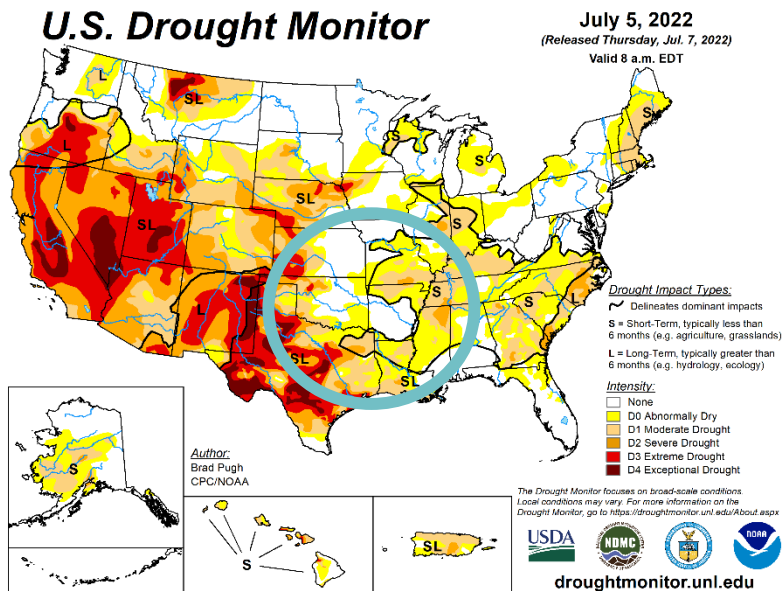 U.S. Drought Monitor
July 5, 2022
(Released Thursday, Jul. 7, 2022)
Valid 8 a.m. EDT
L
SL
S
S
S
L
SL
SL
S
S
S
L
L
SL
SL
Drought Impact Types:
Delineates dominant impacts
S = Short-Term, typically less than
6 months (e.g. agriculture, grasslands)
L = Long-Term, typically greater than
6 months (e.g. hydrology, ecology)
Intensity:
None
D0 Abnormally Dry
D1 Moderate Drought
D2 Severe Drought
D3 Extreme Drought
D4 Exceptional Drought
S
Author:
Brad Pugh
CPC/NOAA
S
SL
The Drought Monitor focuses on broad-scale conditions.
Local conditions may vary. For more information on the
Drought Monitor, go to https://droughtmonitor.unl.edu/About.aspx
USDA
NDMC
NOAA
droughtmonitor.unl.edu